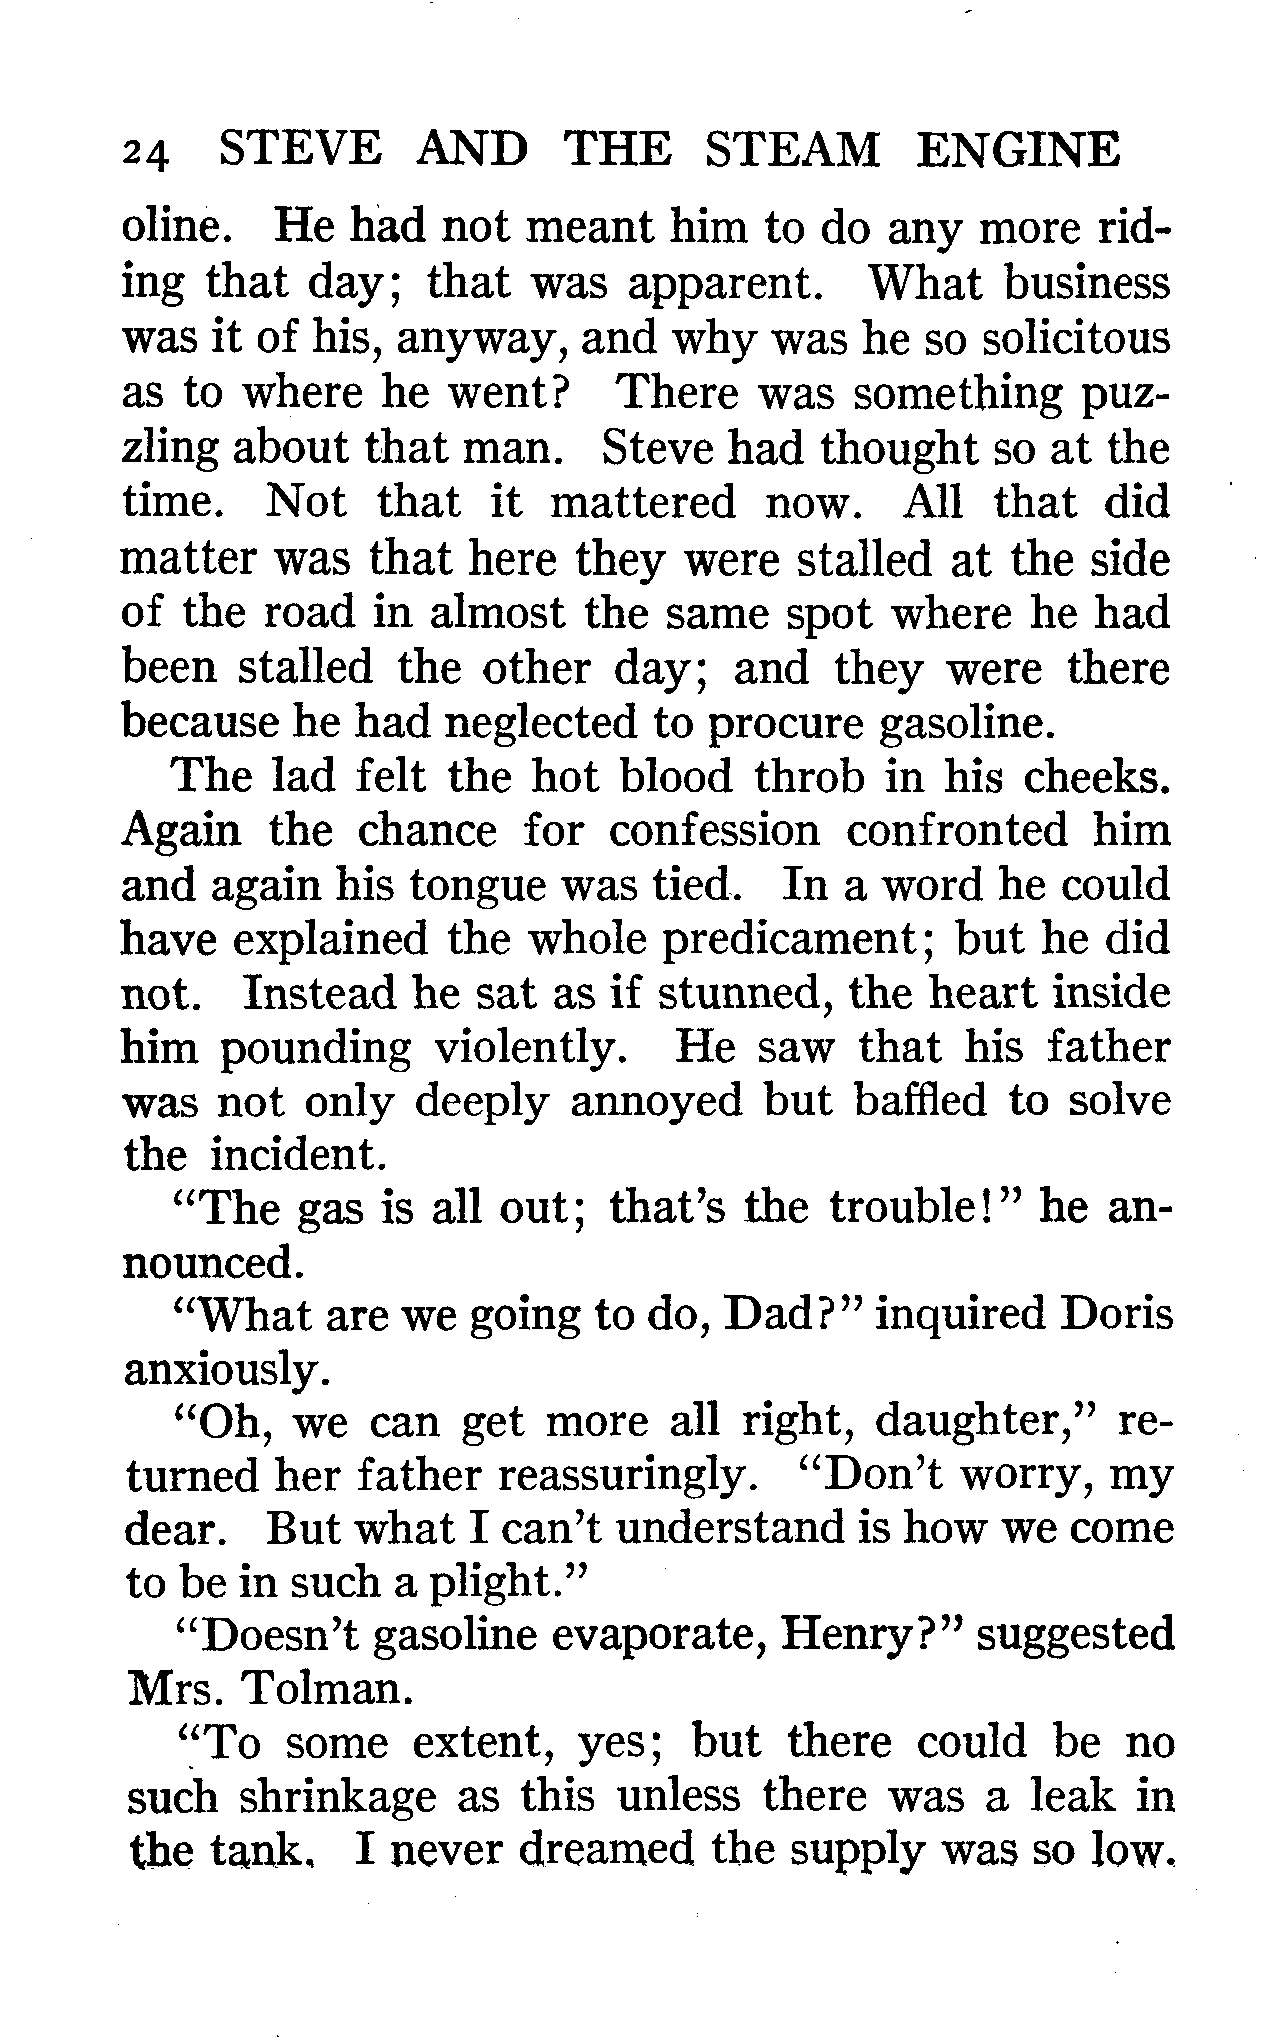 24 STEVE AND THE STEAM ENGINE
oline. He had not meant him to do any more rid-
ing that day; that was apparent. What business
was it of his, anyway, and why was he so solicitous
as to where he went? There was something puz-
zling about that man. Steve had thought so at the
time. Not that it mattered now. All that did
matter was that here they were stalled at the side
of the road in almost the same spot where he had
been stalled the other day; and they were there
because he had neglected to procure gasoline.
The lad felt the hot blood throb in his cheeks.
Again the chance for confession confronted him
and again his tongue was tied. In a word he could
have explained the whole predicament; but he did
not. Instead he sat as if stunned, the heart inside
him pounding violently. He saw that his father
was not only deeply annoyed but baffled to solve
the incident.
“The gas is all out; that’s the trouble!” he an-
nounced.
“What are we going to do, Dad?” inquired Doris
anxiously.
“Oh, we can get more all right, daughter,” re-
turned her father reassuringly. “Don’t worry, my
dear. But what I can’t understand is how we come
to be in such a plight.”
“Doesn’t gasoline evaporate, Henry?” suggested
Mrs. Tolman.
“To some extent, yes; but there could be no
such shrinkage as this unless there was a leak in
the tank. I never dreamed the supply was so low.